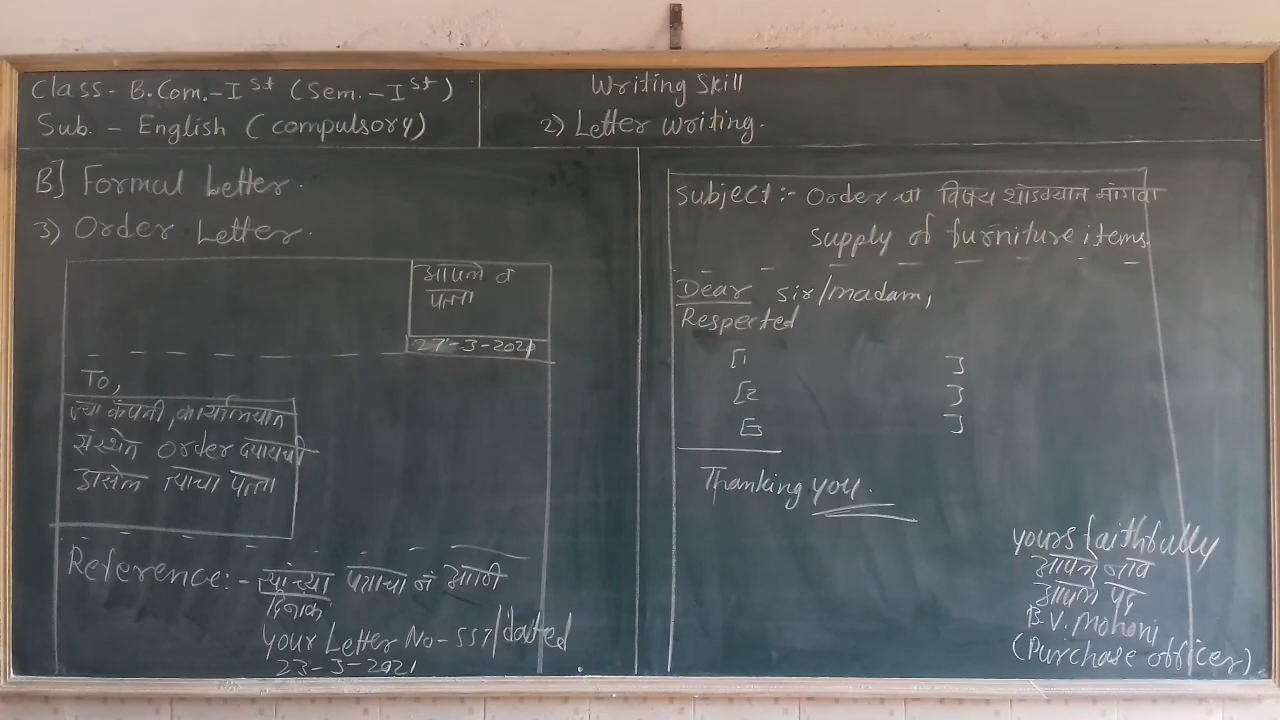 Class - B.Com.-I st (Sem.-I st)
Sub. - English (compulsory)
Writing Skill
2) Letter writing.
B] Formal Letter.
3) Order Letter.
आपले व
पत्ता
27-3-2021
To,
ज्या कंपनी, कार्यालयात
संस्थेत order द्यायची
असेल त्याचा पत्ता
Reference:- त्यांच्या पत्राचा नं आणि
दिनांक
Your Letter No-557/dated
23-3-2021
Subject:- Order चा विषय थोडक्यात मांडावा
Supply of furniture items
Dear Sir/madam,
Respected
[1 ]
[2 ]
[3 ]
Thanking you.
yours faithfully
आपले नाव
आपले पद
B.V. Mohoni
(Purchase officer)